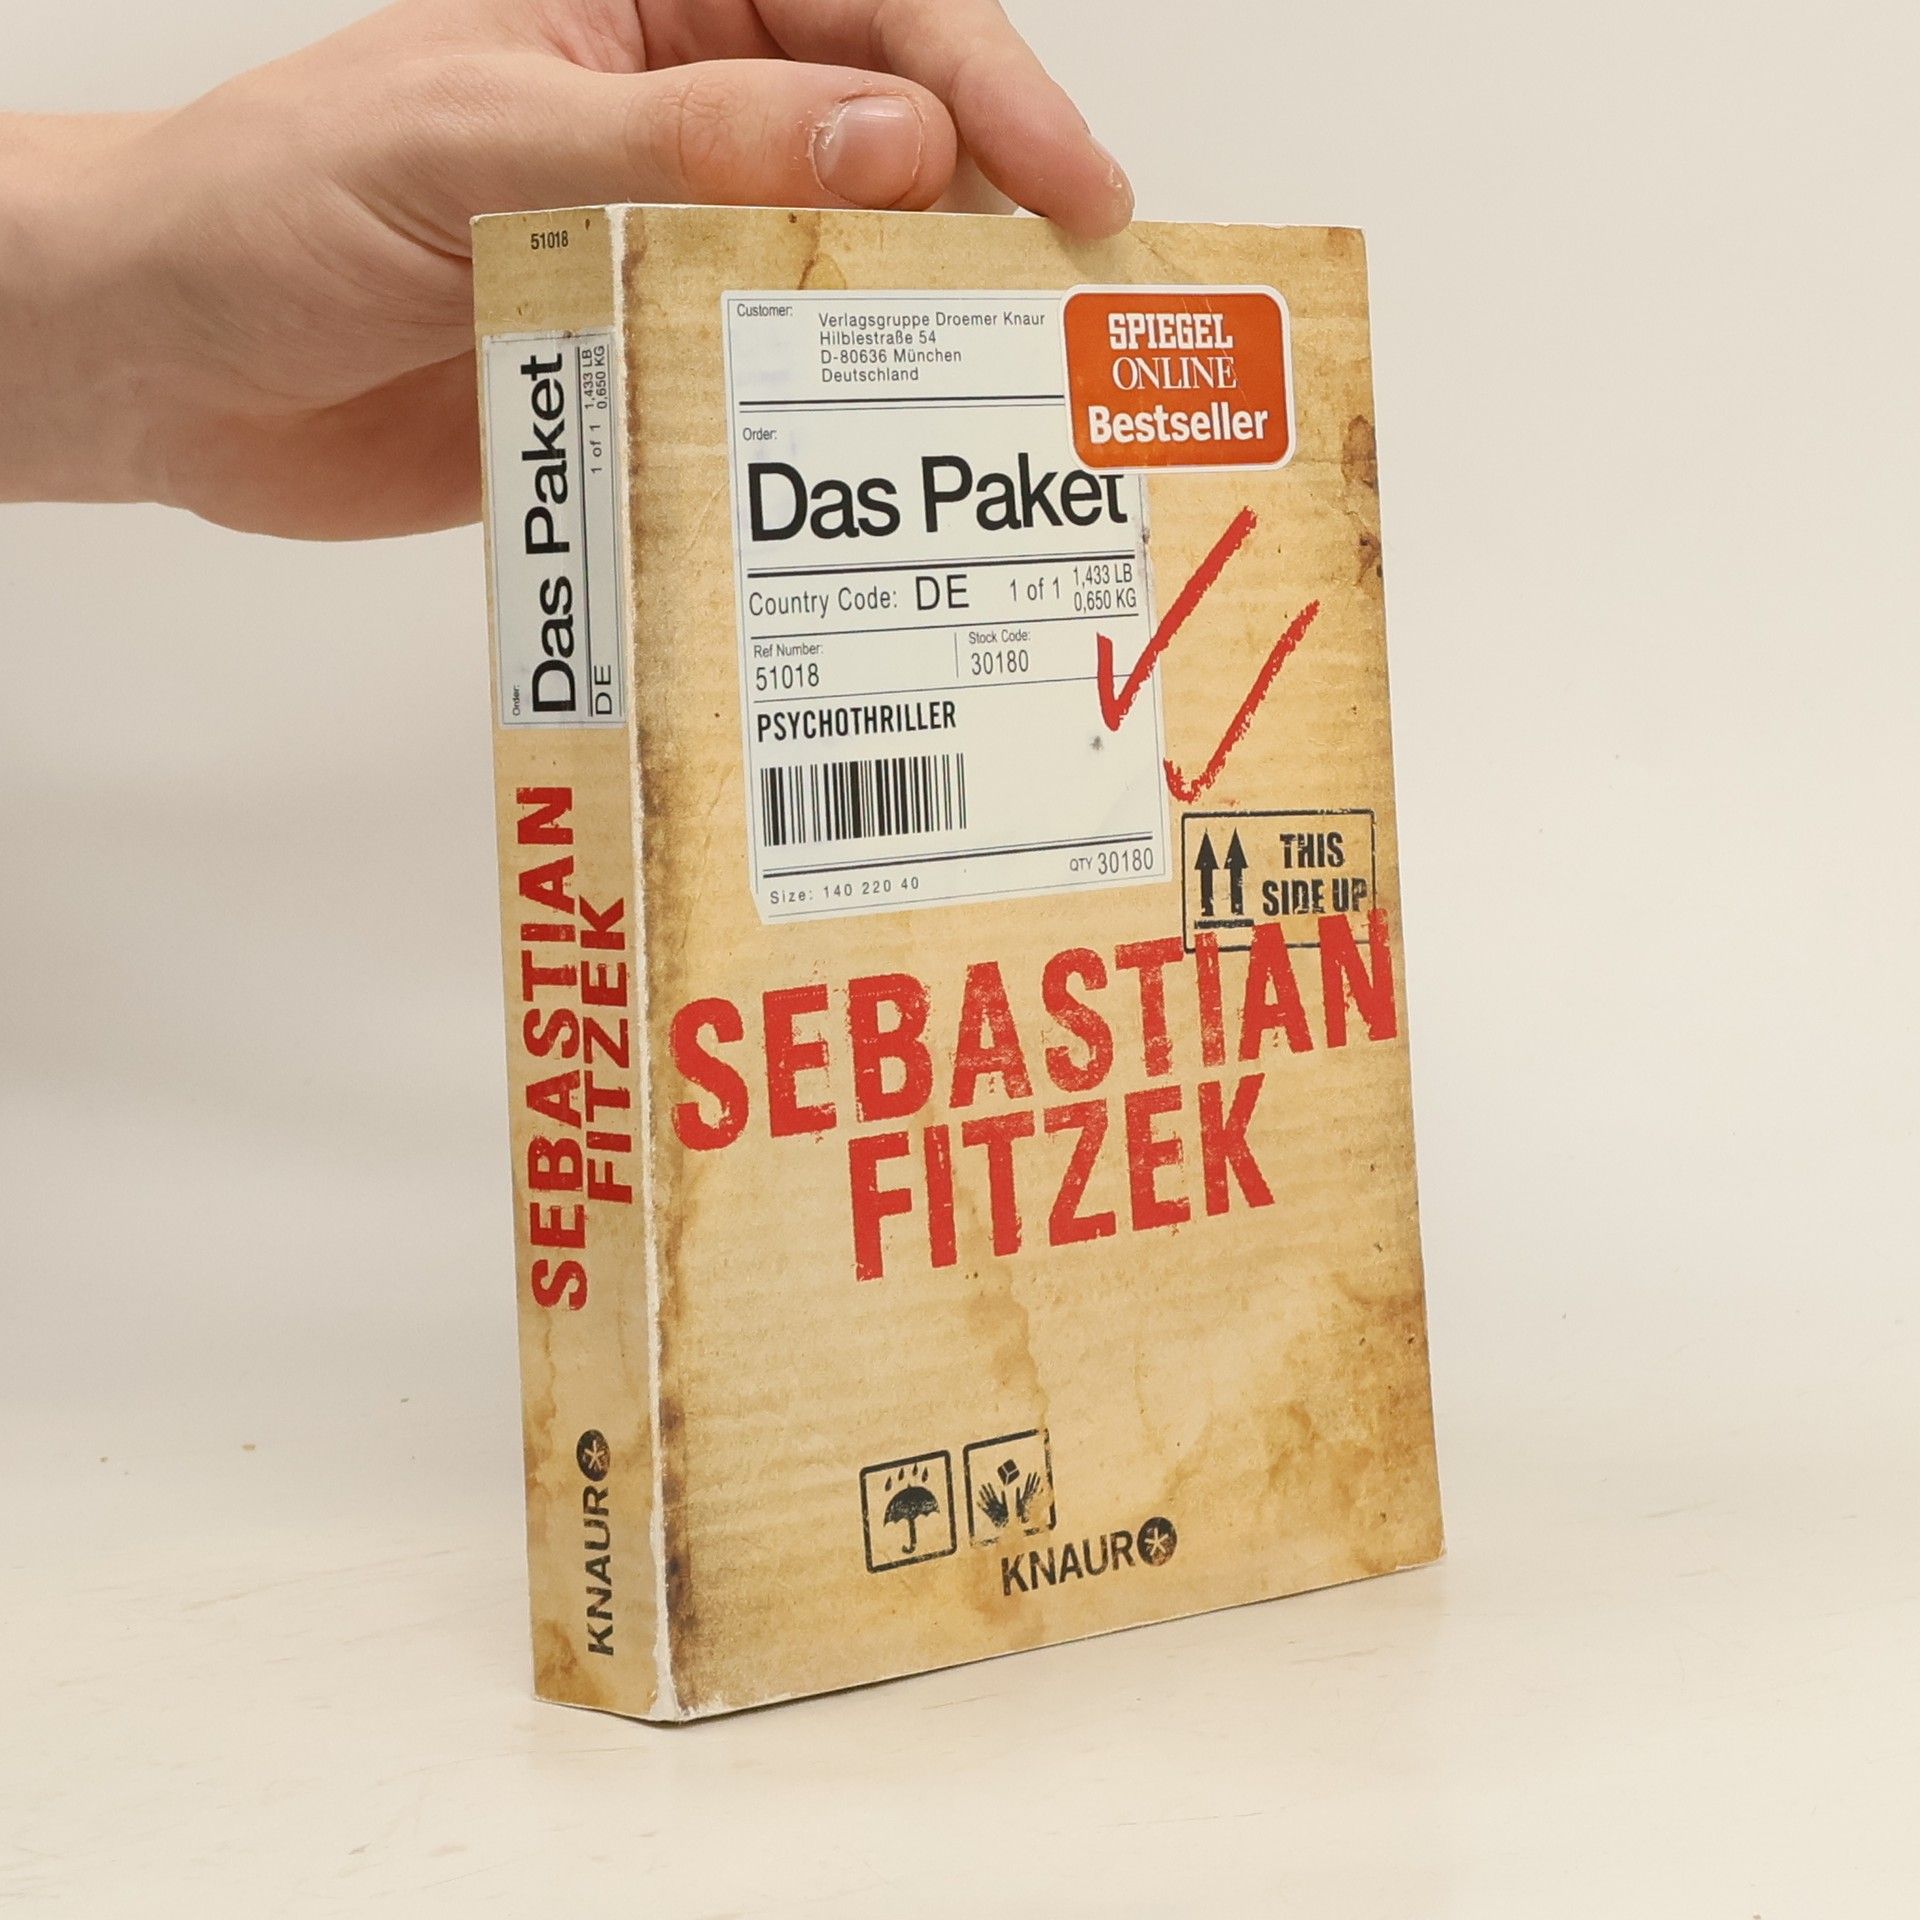 51018
Order:
Das Paket
DE
1 of 1
1,433 LB
0,650 KG
SEBASTIAN
FITZEK
KNAUR
Customer:
Verlagsgruppe Droemer Knaur
Hilblestraße 54
D-80636 München
Deutschland
SPIEGEL
ONLINE
Bestseller
Order:
Das Paket
Country Code: DE 1 of 1 1,433 LB
0,650 KG
Ref Number: Stock Code:
51018 30180
PSYCHOTHRILLER
QTY 30180
Size: 140 220 40
THIS
SIDE UP
SEBASTIAN
FITZEK
KNAUR